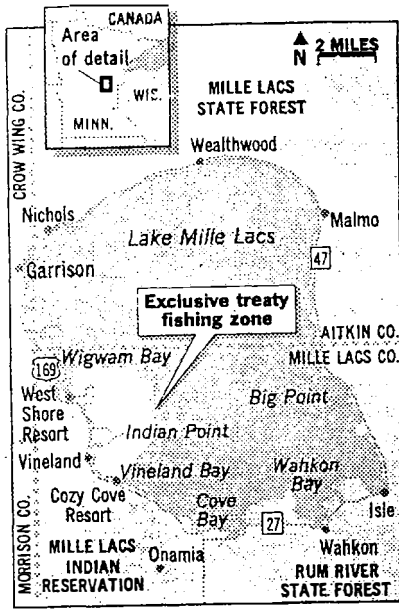 CANADA
Area
of detail
WIS.
MINN.
N
2 MILES
MILLE LACS
STATE FOREST
CROW WING CO.
Wealthwood
Nichols
Malmo
Lake Mille Lacs
47
Garrison
Exclusive treaty
fishing zone
AITKIN CO.
MILLE LACS CO.
Wigwam Bay
169
West
Shore
Resort
Big Point
Indian Point
Vineland
Vineland Bay
Wahkon
Bay
Cozy Cove
Resort
Cove
Bay
Isle
27
MORRISON CO.
MILLE LACS
INDIAN
RESERVATION
Onamia
Wahkon
RUM RIVER
STATE FOREST